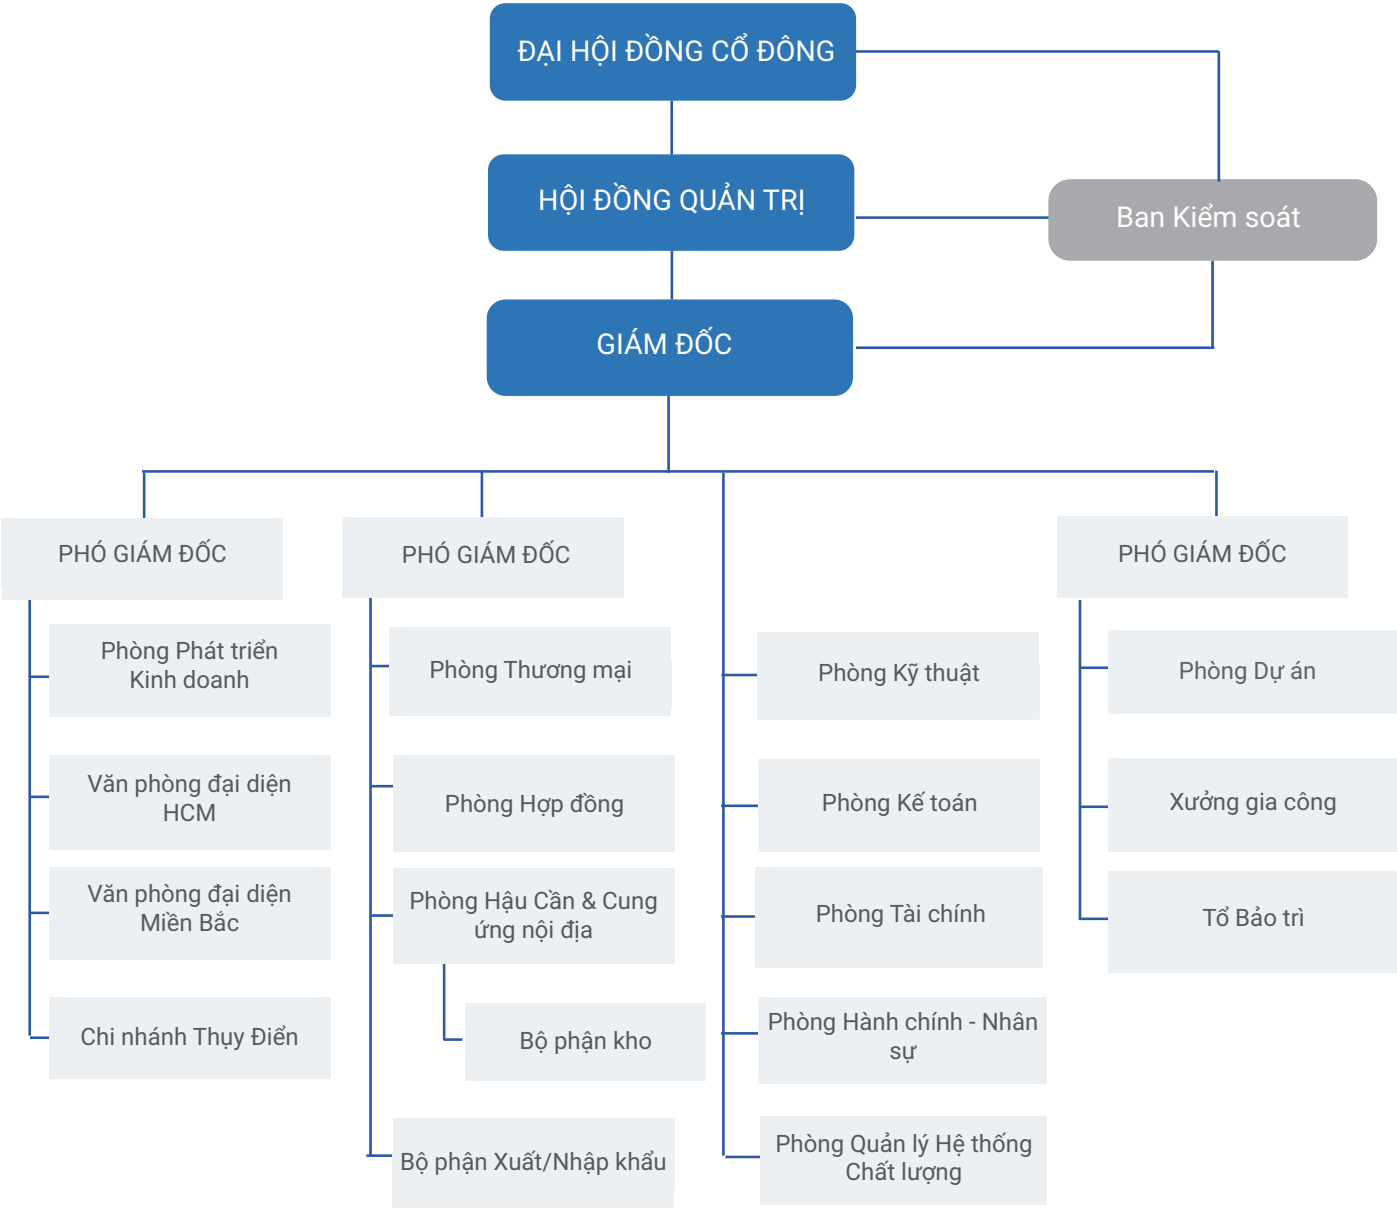 ĐẠI HỘI ĐỒNG CỔ ĐÔNG
HỘI ĐỒNG QUẢN TRỊ
Ban Kiểm soát
GIÁM ĐỐC
PHÓ GIÁM ĐỐC
Phòng Phát triển
Kinh doanh
Văn phòng đại diện
HCM
Văn phòng đại diện
Miền Bắc
Chi nhánh Thụy Điển
PHÓ GIÁM ĐỐC
Phòng Thương mại
Phòng Hợp đồng
Phòng Hậu Cần & Cung
ứng nội địa
Bộ phận kho
Bộ phận Xuất/Nhập khẩu
Phòng Kỹ thuật
Phòng Kế toán
Phòng Tài chính
Phòng Hành chính - Nhân
sự
Phòng Quản lý Hệ thống
Chất lượng
PHÓ GIÁM ĐỐC
Phòng Dự án
Xưởng gia công
Tổ Bảo trì